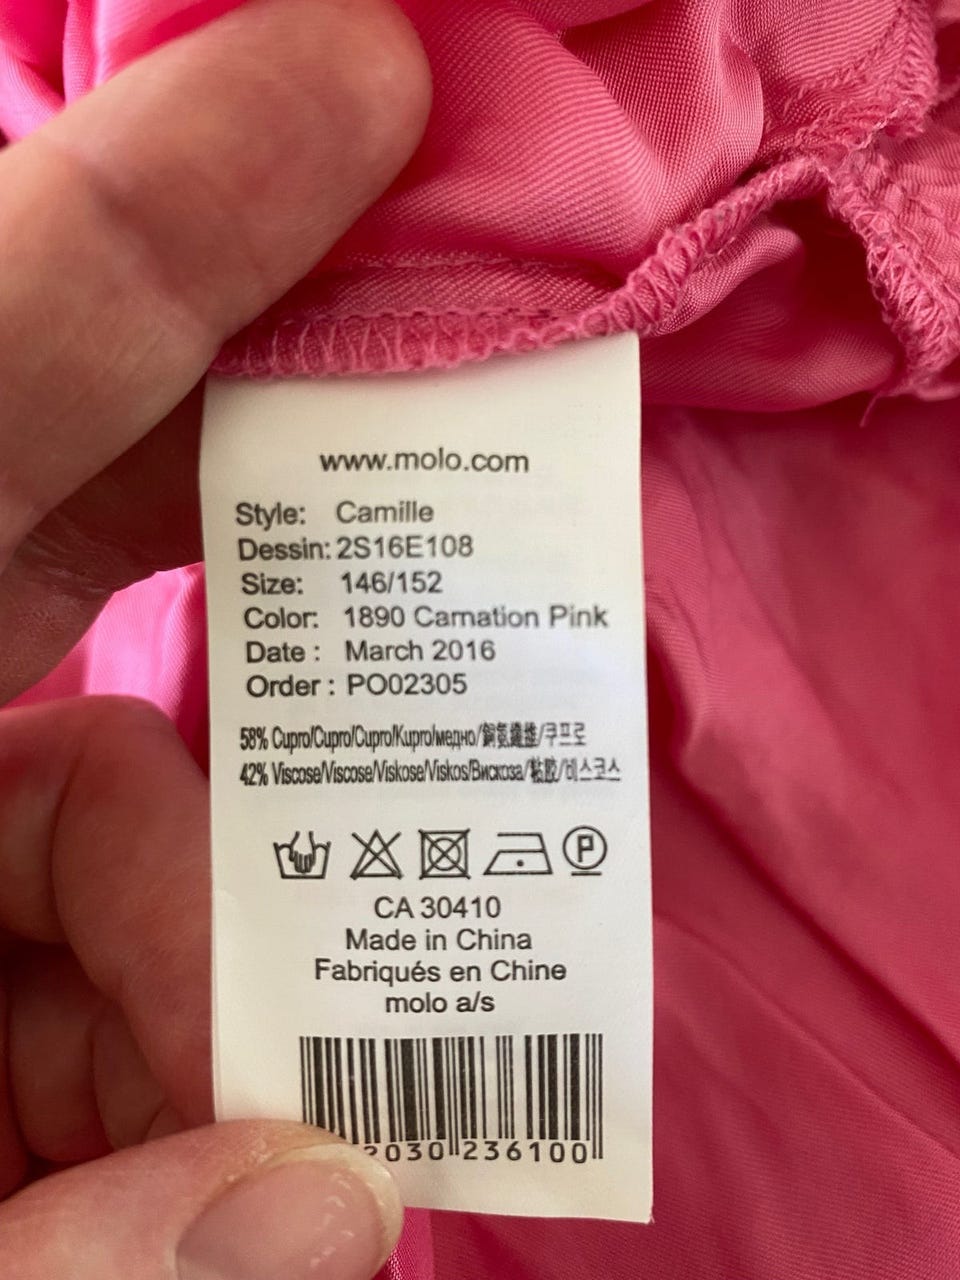 www.molo.com
Style: Camille
Dessin: 2S16E108
Size: 146/152
Color: 1890 Carnation Pink
Date : March 2016
Order : PO02305
58% Cupro/Cupro/Cupro/Kupro/медно/銅氨纖維/쿠프로
42% Viscose/Viscose/Viskose/Viskos/Вискоза/粘胶/비스코스
P
CA 30410
Made in China
Fabriqués en Chine
molo a/s
2030 236100